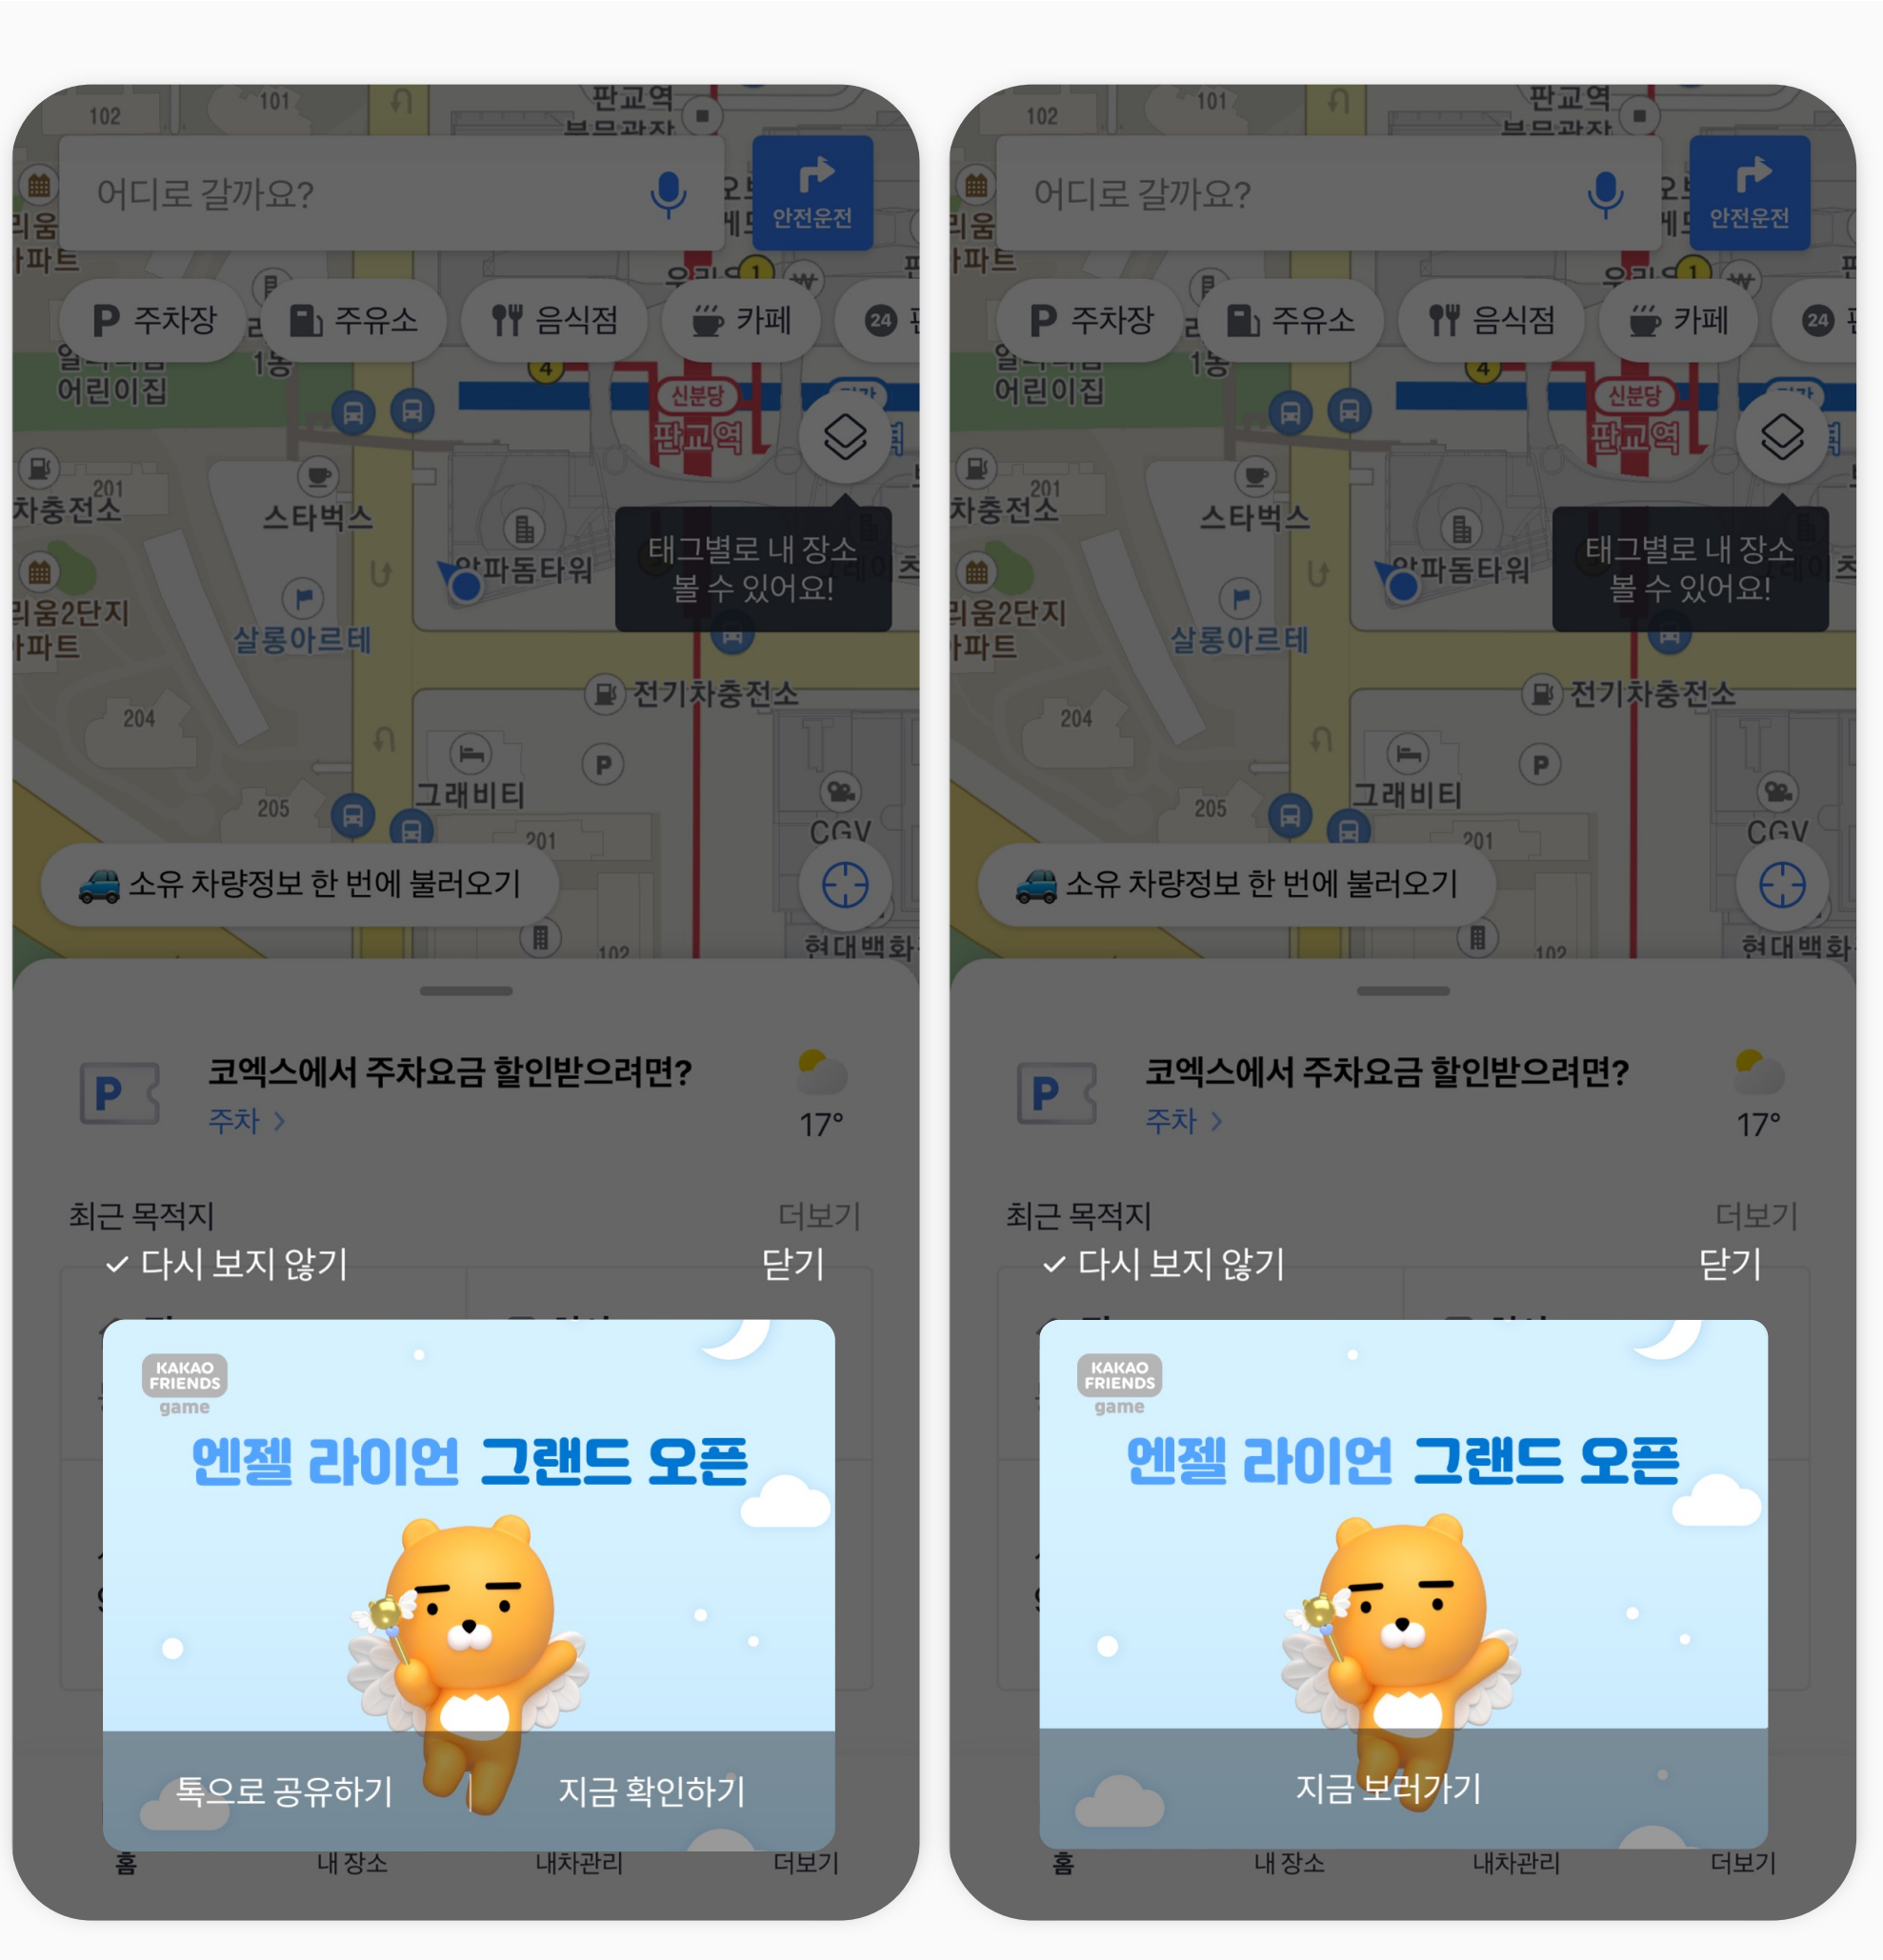 102
101
판교역
어디로 갈까요?
안전운전
1
주차장
주유소
음식점
카페
24
1동
어린이집
4
신분당
판교역
201
차충전소
스타벅스
알파돔타워
태그별로 내 장소
볼 수 있어요!
리움2단지
살롱아르테
전기차충전소
204
P
그래비티
205
201
CGV
소유 차량정보 한 번에 불러오기
102
현대백화
P
코엑스에서 주차요금 할인받으려면?
주차 >
17°
최근 목적지
더보기
✓ 다시 보지 않기
닫기
KAKAO
FRIENDS
game
엔젤 라이언 그랜드 오픈
톡으로 공유하기 | 지금 확인하기
홈
내 장소
내차관리
더보기
102
101
판교역
어디로 갈까요?
안전운전
1
주차장
주유소
음식점
카페
24
1동
어린이집
4
신분당
판교역
201
차충전소
스타벅스
알파돔타워
태그별로 내 장소
볼 수 있어요!
리움2단지
살롱아르테
전기차충전소
204
P
그래비티
205
201
CGV
소유 차량정보 한 번에 불러오기
102
현대백화
P
코엑스에서 주차요금 할인받으려면?
주차 >
17°
최근 목적지
더보기
✓ 다시 보지 않기
닫기
KAKAO
FRIENDS
game
엔젤 라이언 그랜드 오픈
지금 보러가기
홈
내 장소
내차관리
더보기